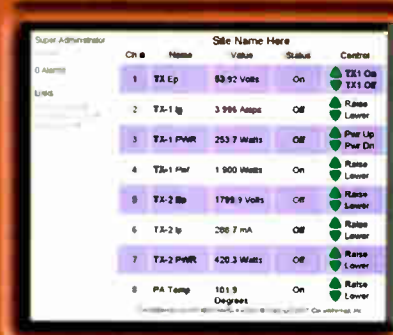 Super Administrator
Site Name Here
Ch # Name Value Status Control
0 Alarms
Links
1 TX Ep 83.92 Volts On TX1 On
TX1 Off
2 TX-1 Ip 3.996 Amps Off Raise
Lower
3 TX-1 PWR 253.7 Watts Off Pwr Up
Pwr Dn
4 TX-1 Ref 1.900 Watts On Raise
Lower
5 TX-2 Ep 1799.9 Volts Off Raise
Lower
6 TX-2 Ip 286.7 mA Off Raise
Lower
7 TX-2 PWR 420.3 Watts Off Raise
Lower
8 PA Temp 101.9 On Raise
Degrees Lower